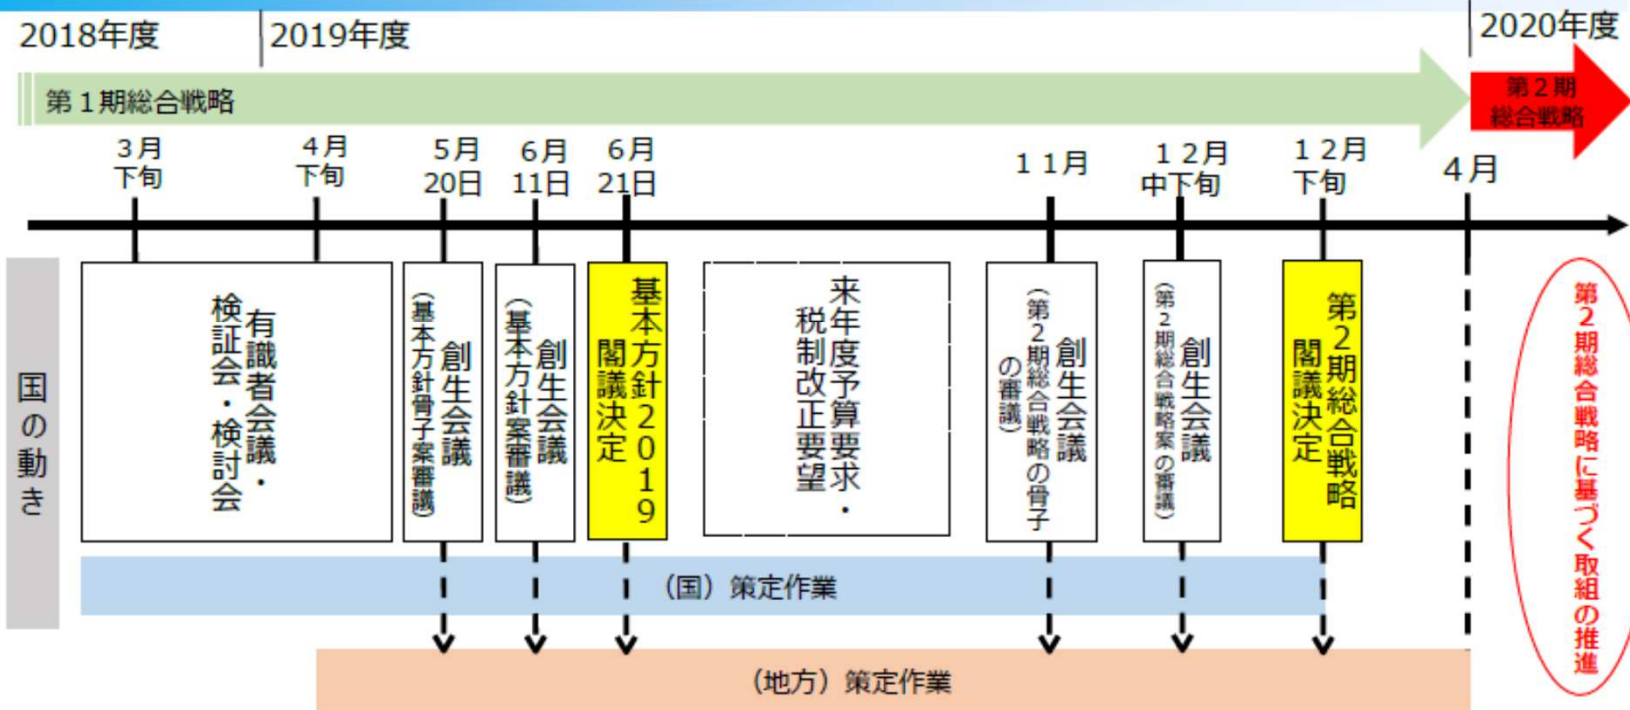 2018年度
2019年度
2020年度
第1期総合戦略
第2期
総合戦略
3月
下旬
4月
下旬
5月
20日
6月
11日
6月
21日
11月
12月
中下旬
12月
下旬
4月
国の動き
有識者会議・
検証会・検討会
創生会議
（基本方針骨子案審議）
創生会議
（基本方針案審議）
基本方針2019
閣議決定
来年度予算要求・
税制改正要望
創生会議
（第2期総合戦略の骨子
の審議）
創生会議
（第2期総合戦略案の審議）
第2期総合戦略
閣議決定
第2期総合戦略に基づく取組の推進
（国）策定作業
（地方）策定作業